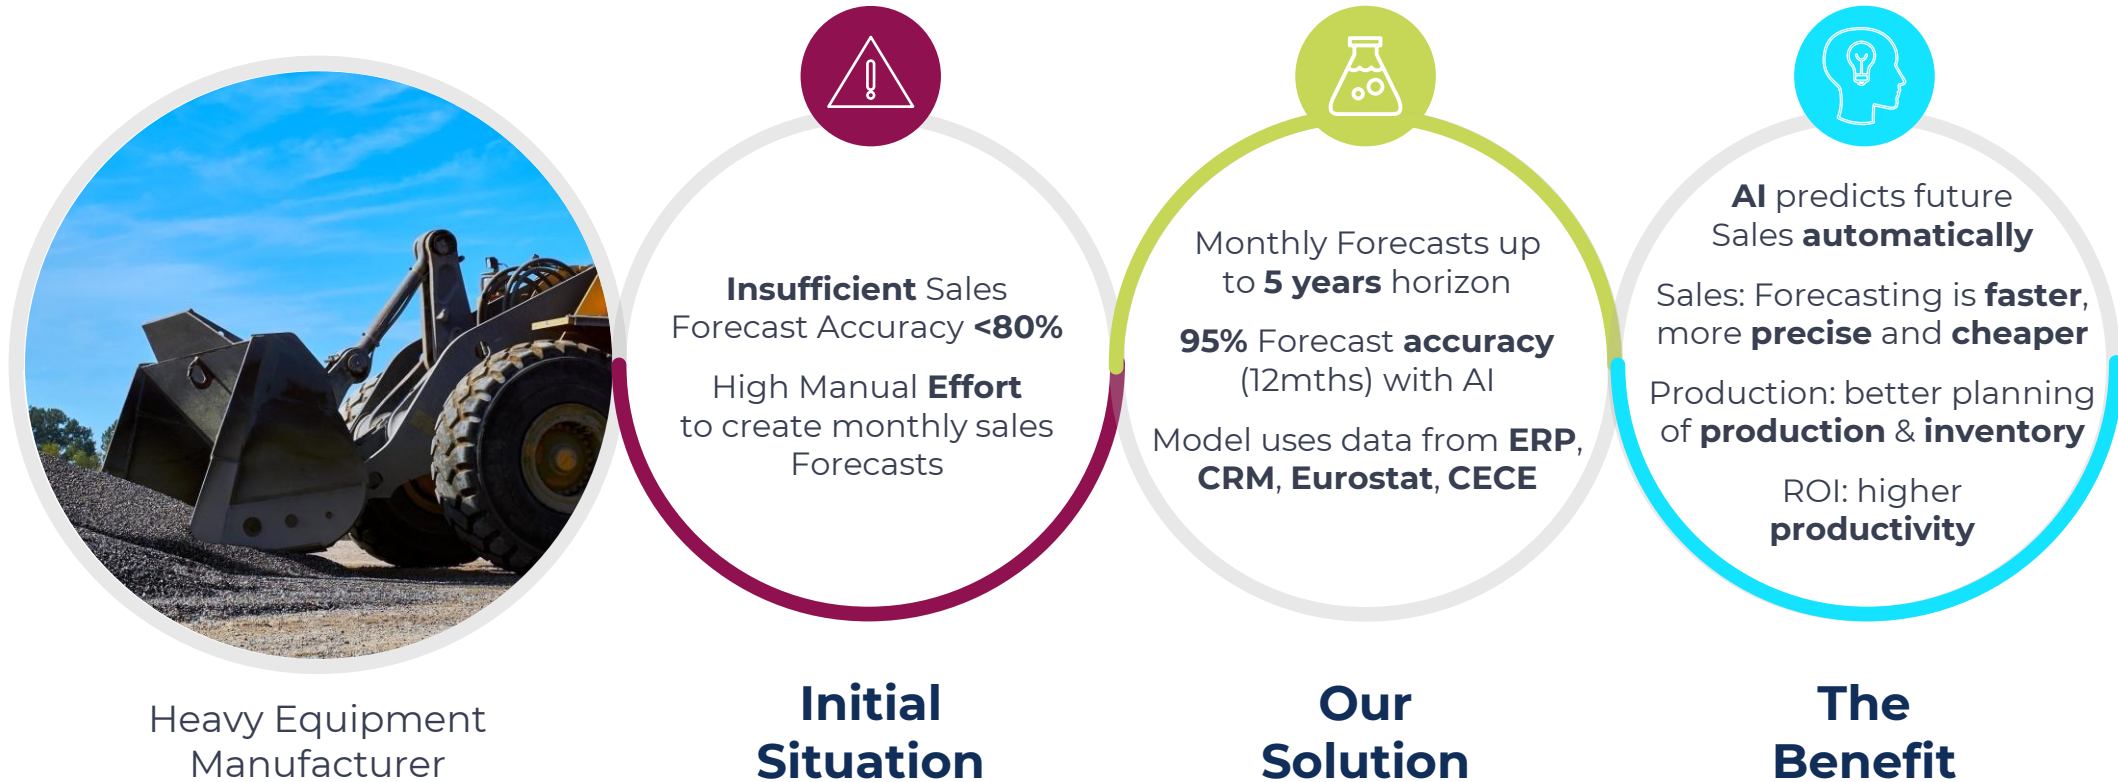 Heavy Equipment
Manufacturer
Insufficient Sales
Forecast Accuracy <80%
High Manual Effort
to create monthly sales
Forecasts
Initial
Situation
Monthly Forecasts up
to 5 years horizon
95% Forecast accuracy
(12mths) with AI
Model uses data from ERP,
CRM, Eurostat, CECE
Our
Solution
AI predicts future
Sales automatically
Sales: Forecasting is faster,
more precise and cheaper
Production: better planning
of production & inventory
ROI: higher
productivity
The
Benefit